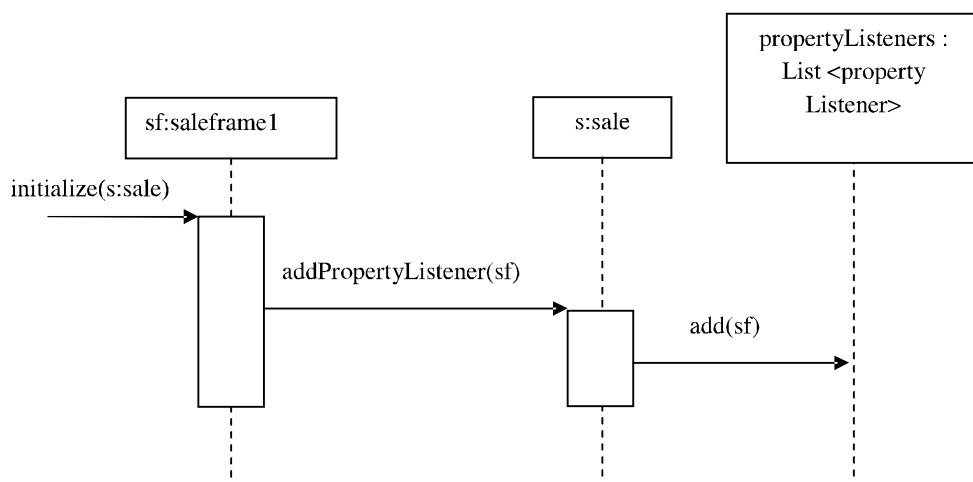 propertyListeners :
List <property
Listener>
sf:saleframe1
s:sale
initialize(s:sale)
addPropertyListener(sf)
add(sf)